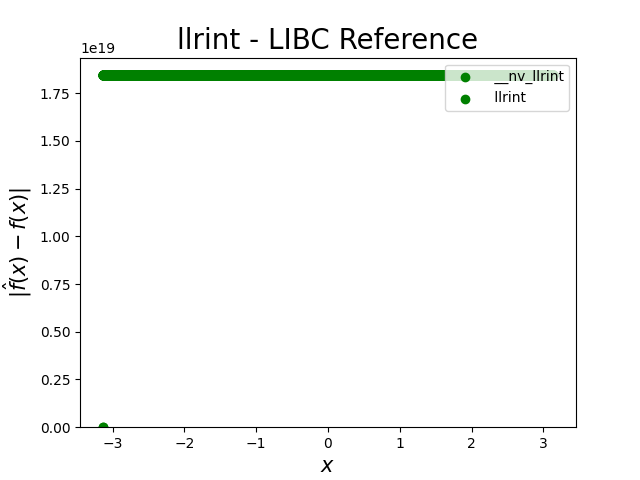 llrint - LIBC Reference
1e19
__nv_llrint
llrint
1.75
1.50
1.25
1.00
0.75
0.50
0.25
0.00
|f̂(x) − f(x)|
−3
−2
−1
0
1
2
3
x